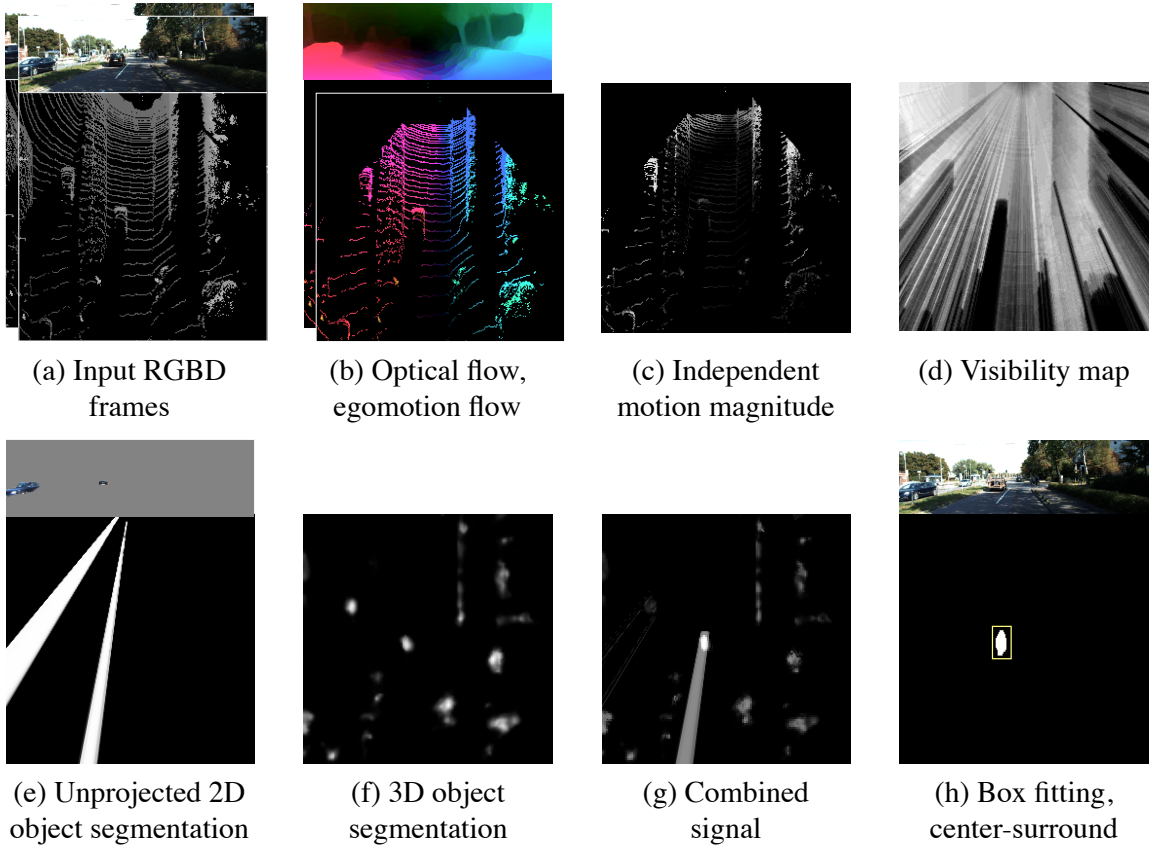 (a) Input RGBD
frames
(b) Optical flow,
egomotion flow
(c) Independent
motion magnitude
(d) Visibility map
(e) Unprojected 2D
object segmentation
(f) 3D object
segmentation
(g) Combined
signal
(h) Box fitting,
center-surround